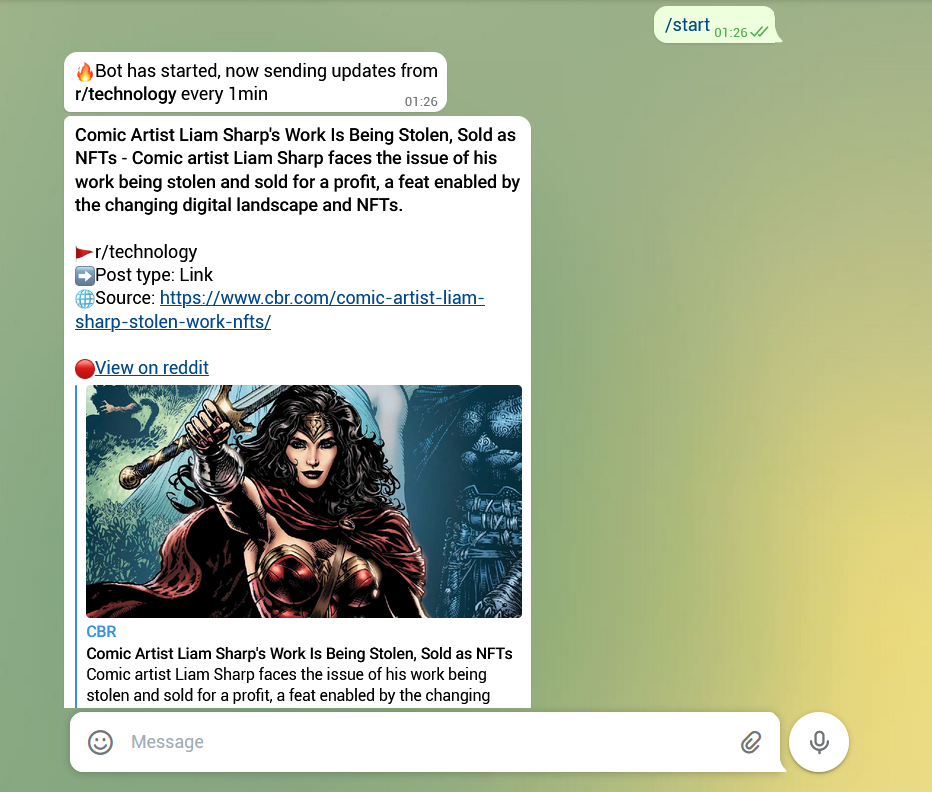 /start 01:26
🔥Bot has started, now sending updates from
r/technology every 1min
01:26
Comic Artist Liam Sharp's Work Is Being Stolen, Sold as
NFTs - Comic artist Liam Sharp faces the issue of his
work being stolen and sold for a profit, a feat enabled by
the changing digital landscape and NFTs.
r/technology
➡️Post type: Link
🌐Source: https://www.cbr.com/comic-artist-liam-
sharp-stolen-work-nfts/
🔴View on reddit
CBR
Comic Artist Liam Sharp's Work Is Being Stolen, Sold as NFTs
Comic artist Liam Sharp faces the issue of his work being
stolen and sold for a profit, a feat enabled by the changing
Message